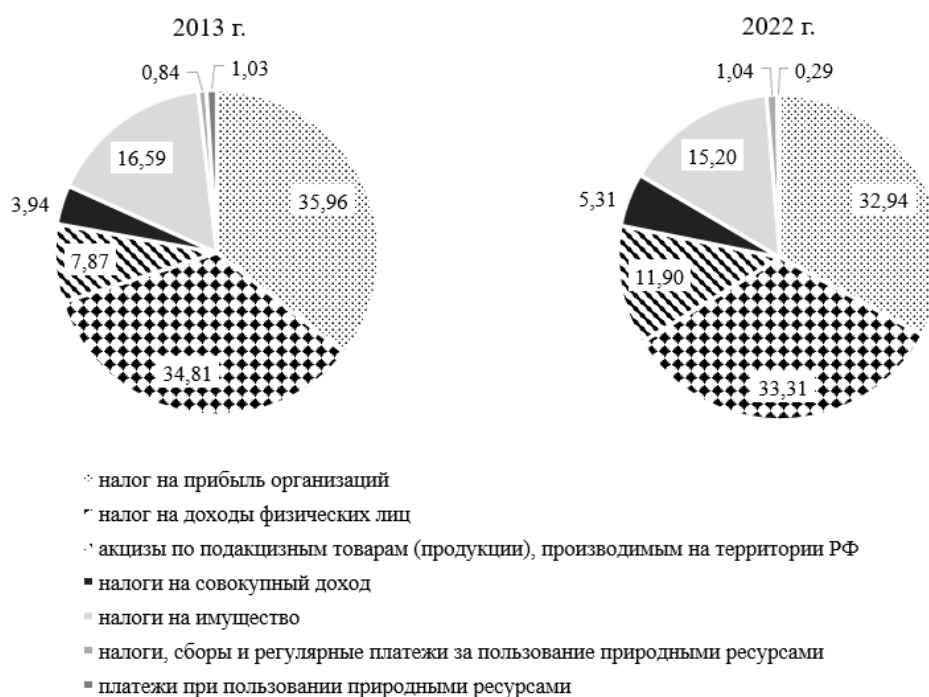 2013 г.
0,84
1,03
16,59
35,96
3,94
7,87
34,81
2022 г.
1,04
0,29
15,20
32,94
5,31
11,90
33,31
налог на прибыль организаций
налог на доходы физических лиц
акцизы по подакцизным товарам (продукции), производимым на территории РФ
налоги на совокупный доход
налоги на имущество
налоги, сборы и регулярные платежи за пользование природными ресурсами
платежи при пользовании природными ресурсами